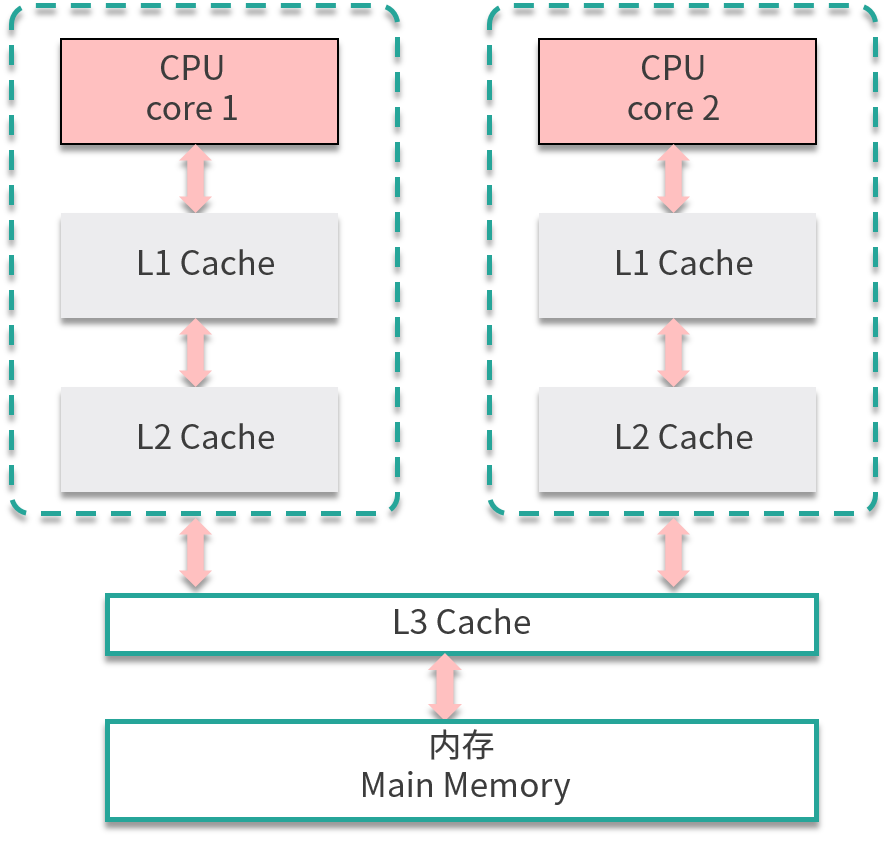 CPU
core 1
L1 Cache
L2 Cache
CPU
core 2
L1 Cache
L2 Cache
L3 Cache
内存
Main Memory